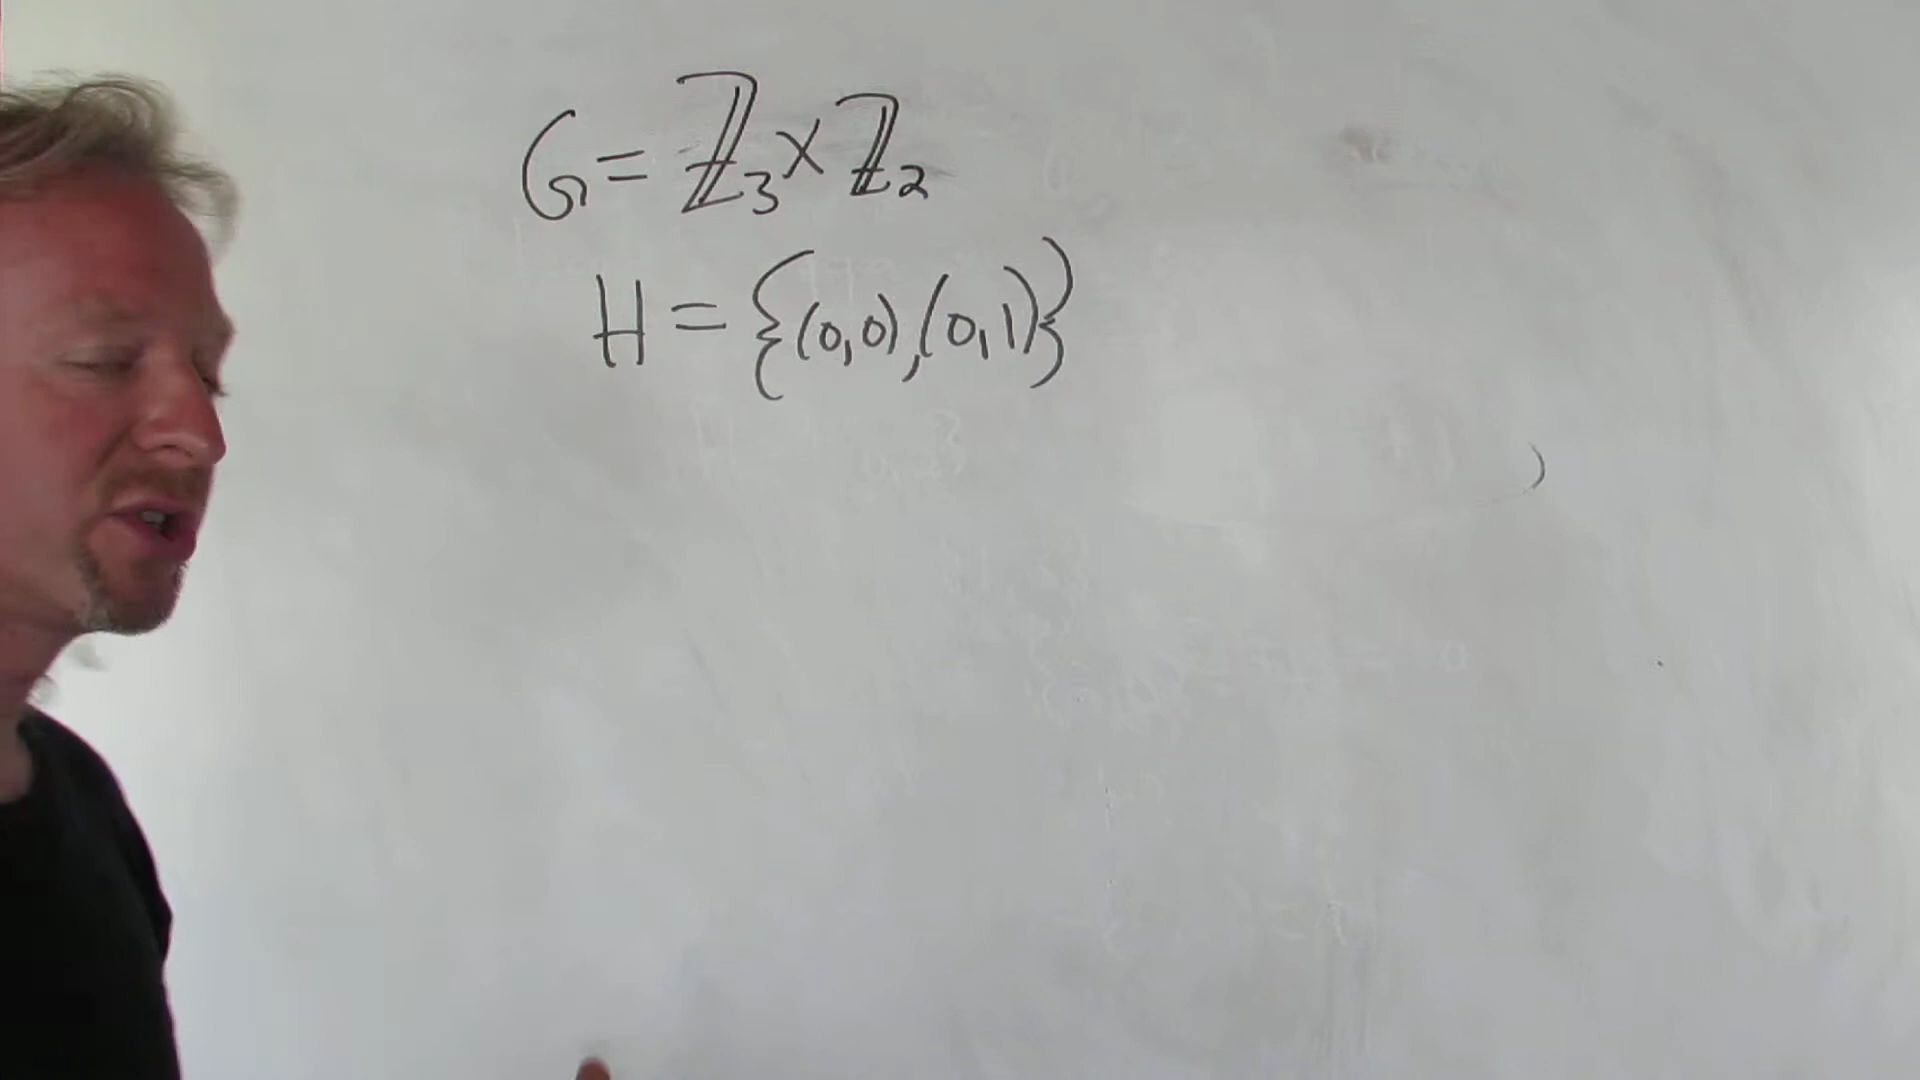 G = ℤ₃ × ℤ₂
H = {(0,0), (0,1)}